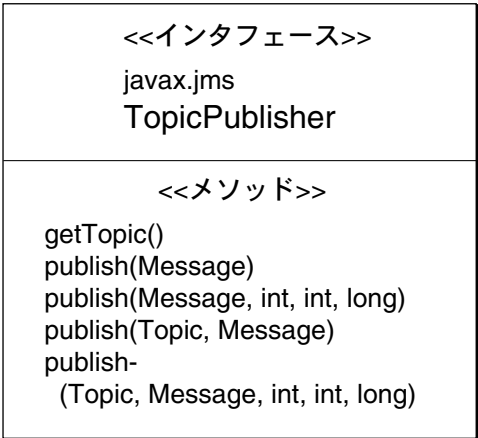 <<インタフェース>>
javax.jms
TopicPublisher
<<メソッド>>
getTopic()
publish(Message)
publish(Message, int, int, long)
publish(Topic, Message)
publish-
(Topic, Message, int, int, long)